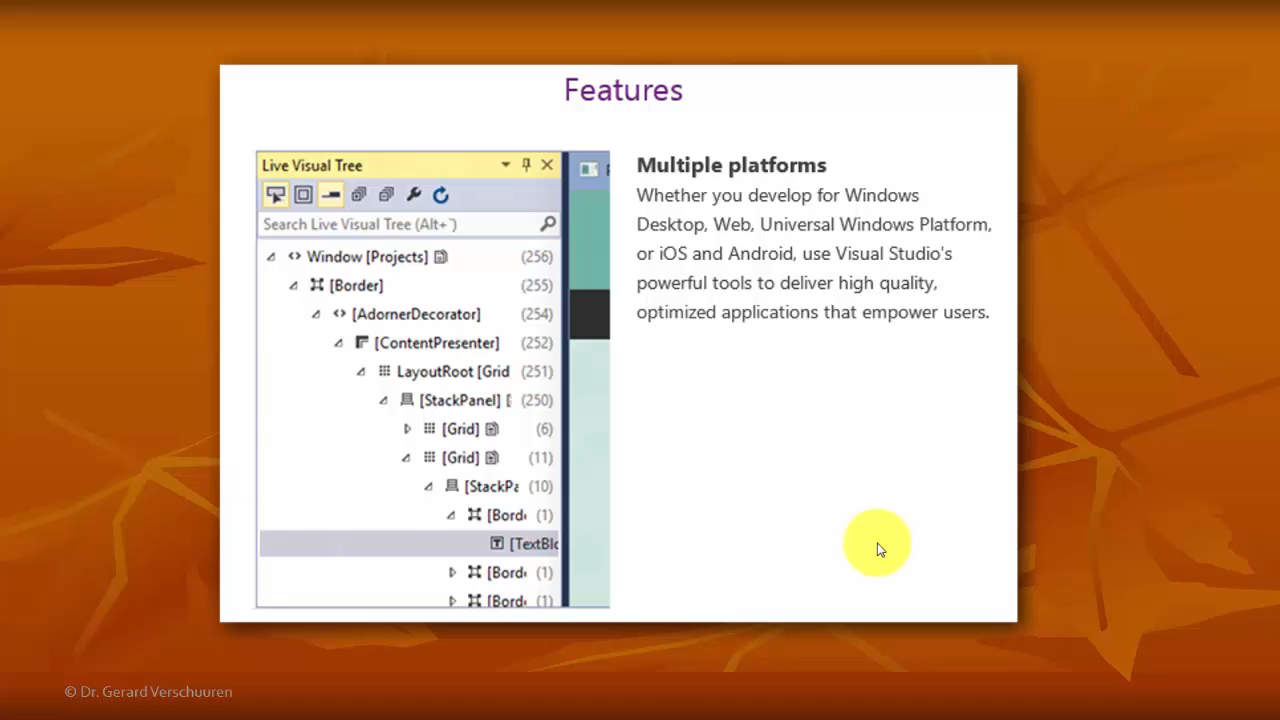 Features
Live Visual Tree
Search Live Visual Tree (Alt+`)
Window [Projects] (256)
[Border] (255)
[AdornerDecorator] (254)
[ContentPresenter] (252)
LayoutRoot [Grid (251)
[StackPanel] [ (250)
[Grid] (6)
[Grid] (11)
[StackPa (10)
[Bord (1)
[TextBlo
[Bord (1)
[Bord (1)
Multiple platforms
Whether you develop for Windows
Desktop, Web, Universal Windows Platform,
or iOS and Android, use Visual Studio's
powerful tools to deliver high quality,
optimized applications that empower users.
© Dr. Gerard Verschuuren